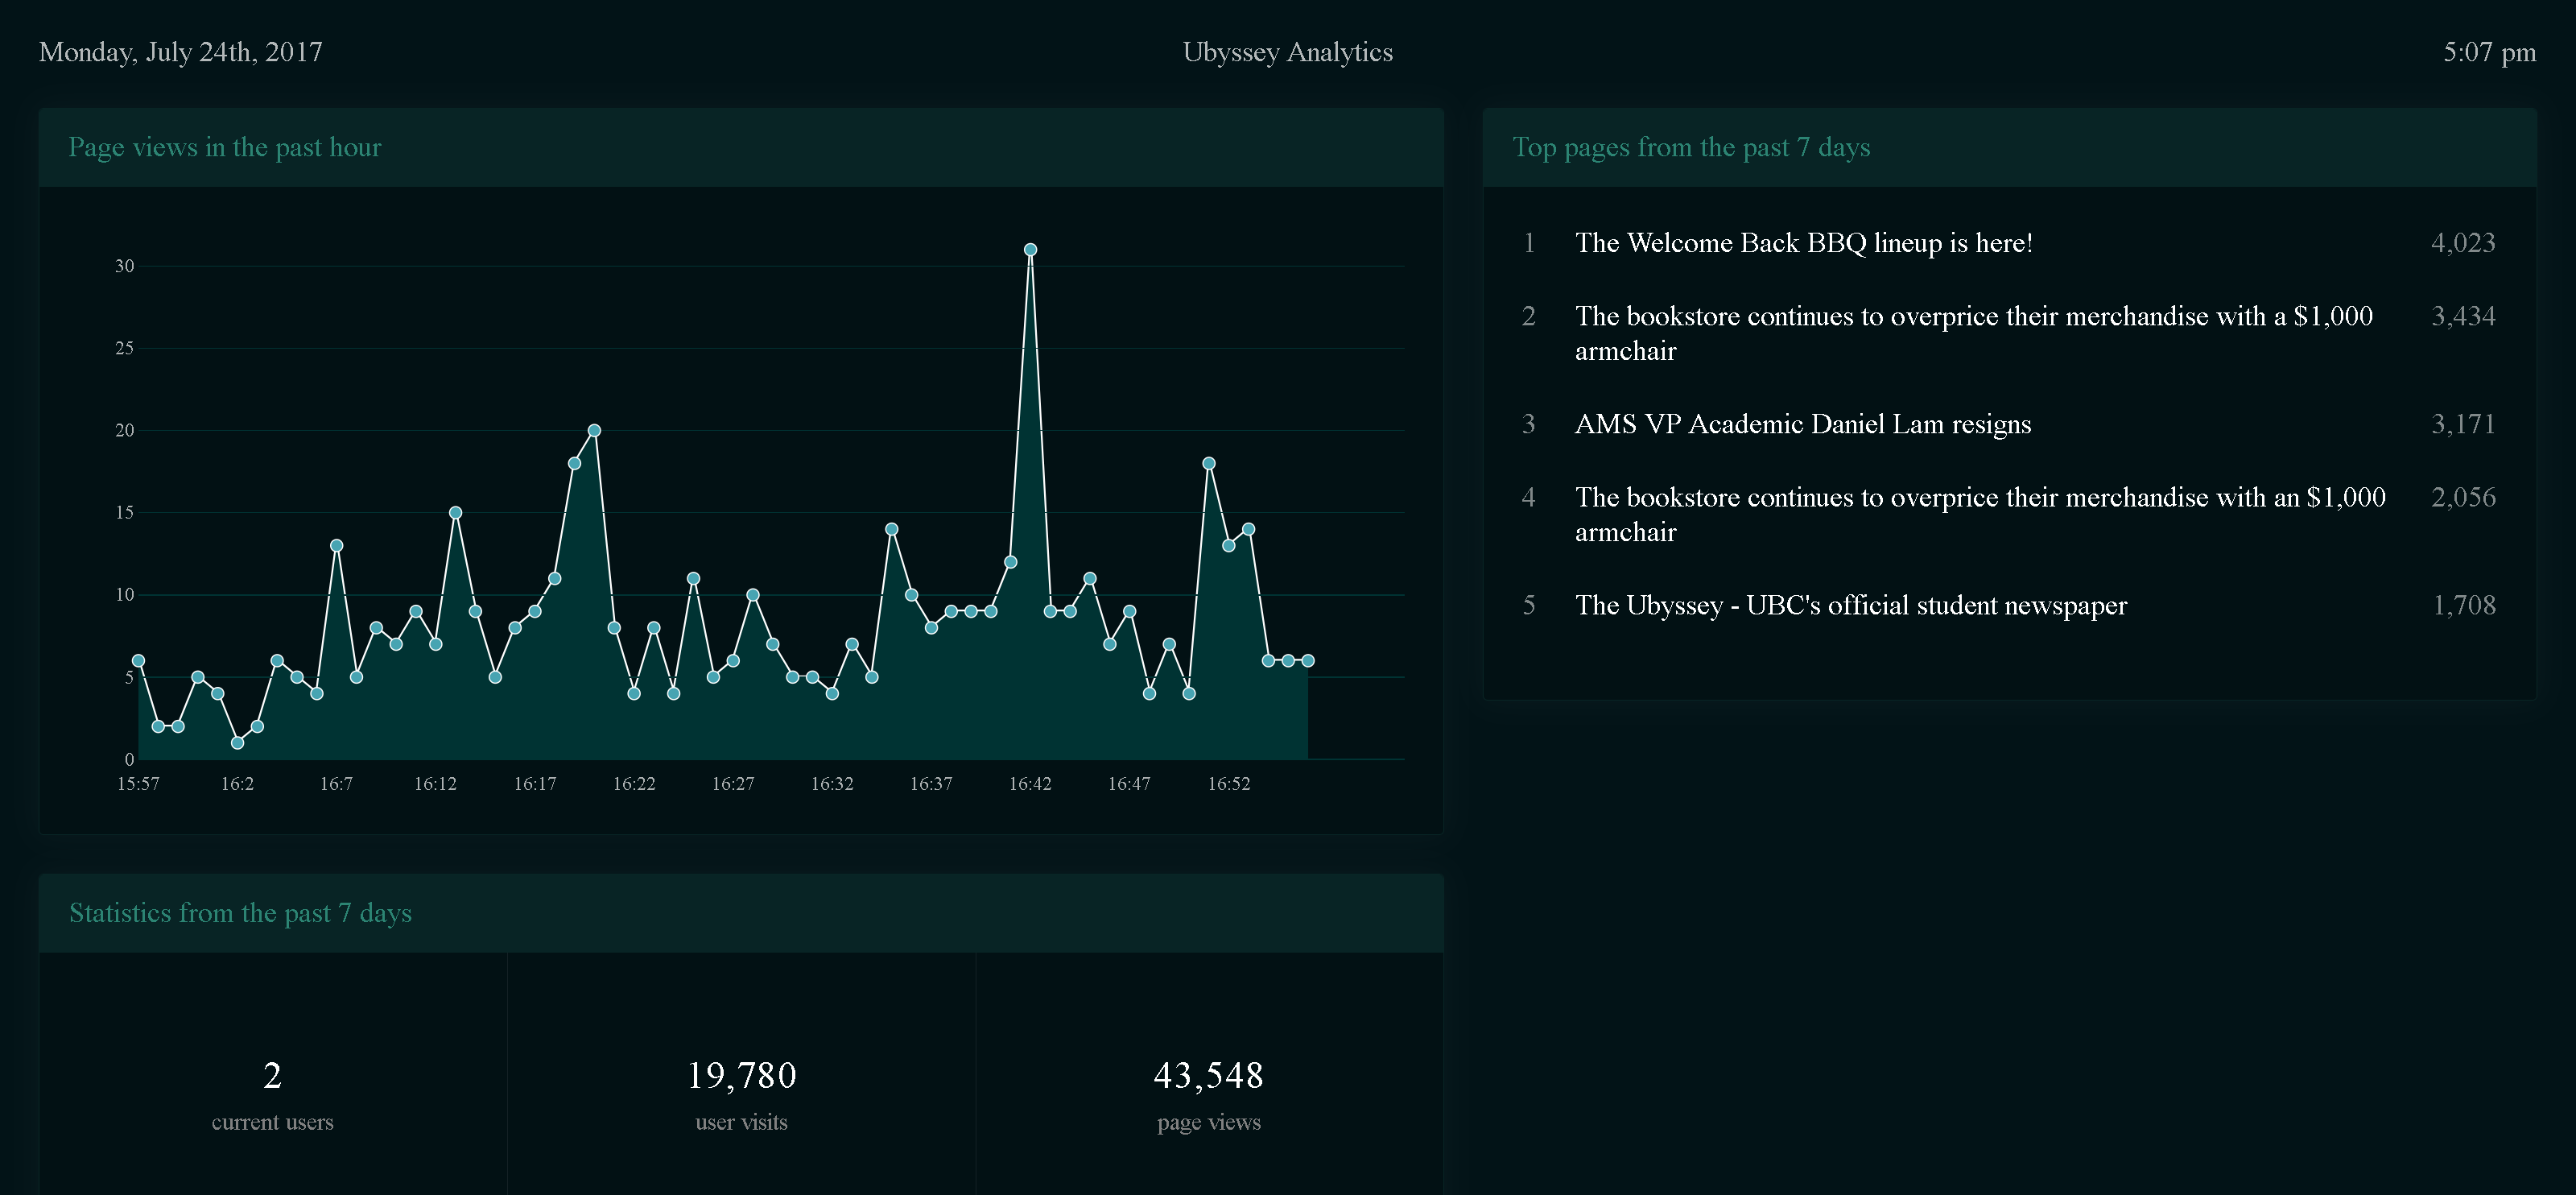 Monday, July 24th, 2017
Ubyssey Analytics
5:07 pm
Page views in the past hour
30
25
20
15
10
5
0
15:57
16:2
16:7
16:12
16:17
16:22
16:27
16:32
16:37
16:42
16:47
16:52
Top pages from the past 7 days
1 The Welcome Back BBQ lineup is here! 4,023
2 The bookstore continues to overprice their merchandise with a $1,000 3,434
armchair
3 AMS VP Academic Daniel Lam resigns 3,171
4 The bookstore continues to overprice their merchandise with an $1,000 2,056
armchair
5 The Ubyssey - UBC's official student newspaper 1,708
Statistics from the past 7 days
2
current users
19,780
user visits
43,548
page views